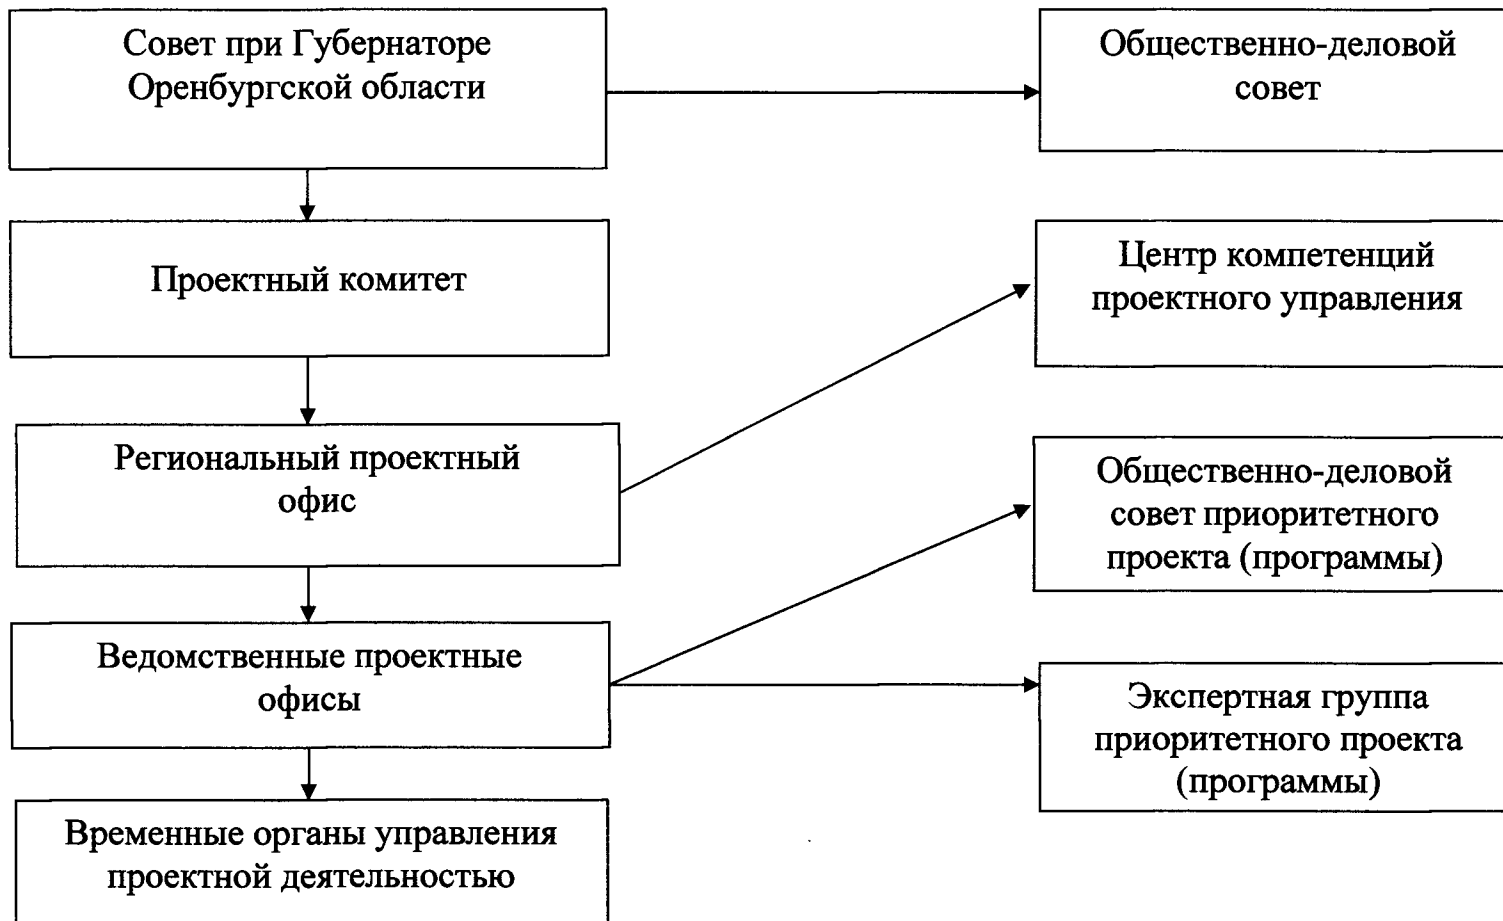 Совет при Губернаторе
Оренбургской области
Общественно-деловой
совет
Проектный комитет
Центр компетенций
проектного управления
Региональный проектный
офис
Общественно-деловой
совет приоритетного
проекта (программы)
Ведомственные проектные
офисы
Экспертная группа
приоритетного проекта
(программы)
Временные органы управления
проектной деятельностью